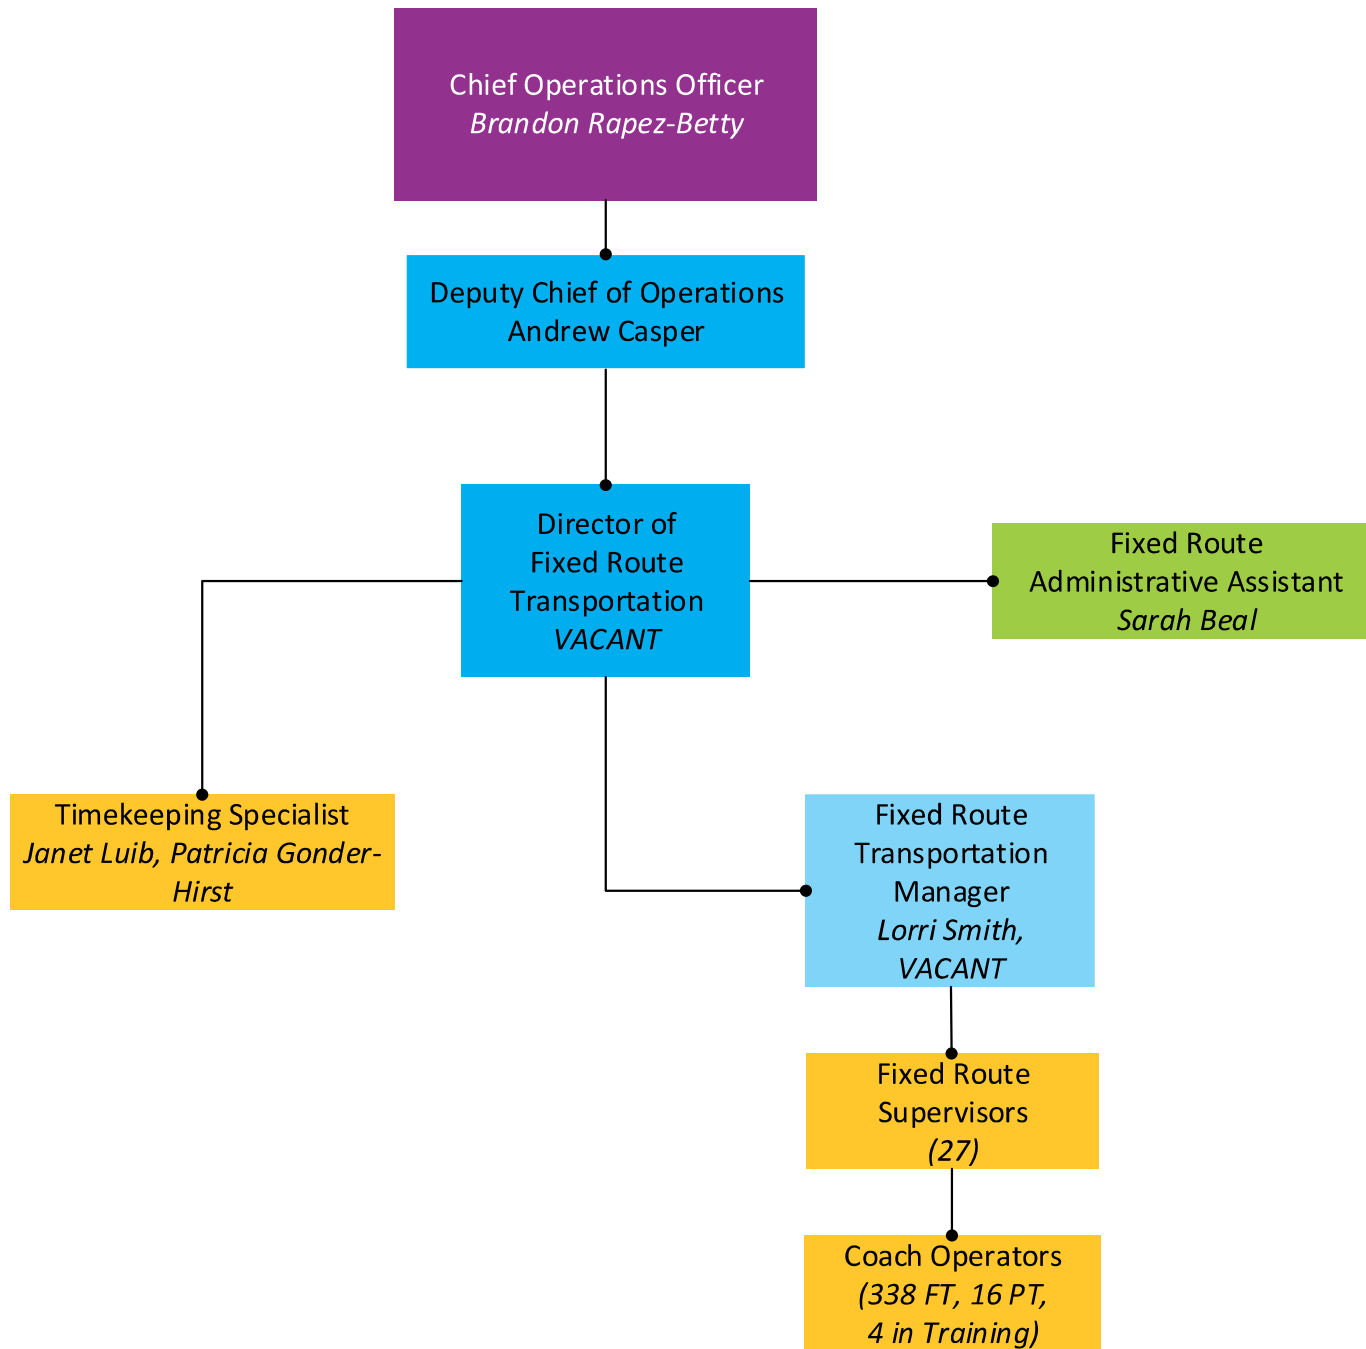 Chief Operations Officer
Brandon Rapez-Betty
Deputy Chief of Operations
Andrew Casper
Director of
Fixed Route
Transportation
VACANT
Fixed Route
Administrative Assistant
Sarah Beal
Timekeeping Specialist
Janet Luib, Patricia Gonder-
Hirst
Fixed Route
Transportation
Manager
Lorri Smith,
VACANT
Fixed Route
Supervisors
(27)
Coach Operators
(338 FT, 16 PT,
4 in Training)